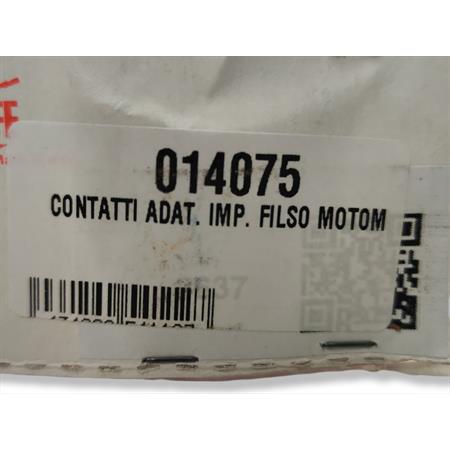 014075
CONTATTI ADAT. IMP. FILSO MOTOM